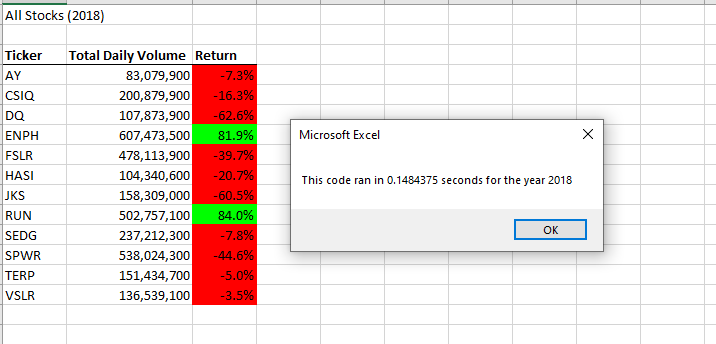 All Stocks (2018)
Ticker Total Daily Volume Return
AY 83,079,900 -7.3%
CSIQ 200,879,900 -16.3%
DQ 107,873,900 -62.6%
ENPH 607,473,500 81.9%
FSLR 478,113,900 -39.7%
HASI 104,340,600 -20.7%
JKS 158,309,000 -60.5%
RUN 502,757,100 84.0%
SEDG 237,212,300 -7.8%
SPWR 538,024,300 -44.6%
TERP 151,434,700 -5.0%
VSLR 136,539,100 -3.5%
Microsoft Excel
This code ran in 0.1484375 seconds for the year 2018
OK